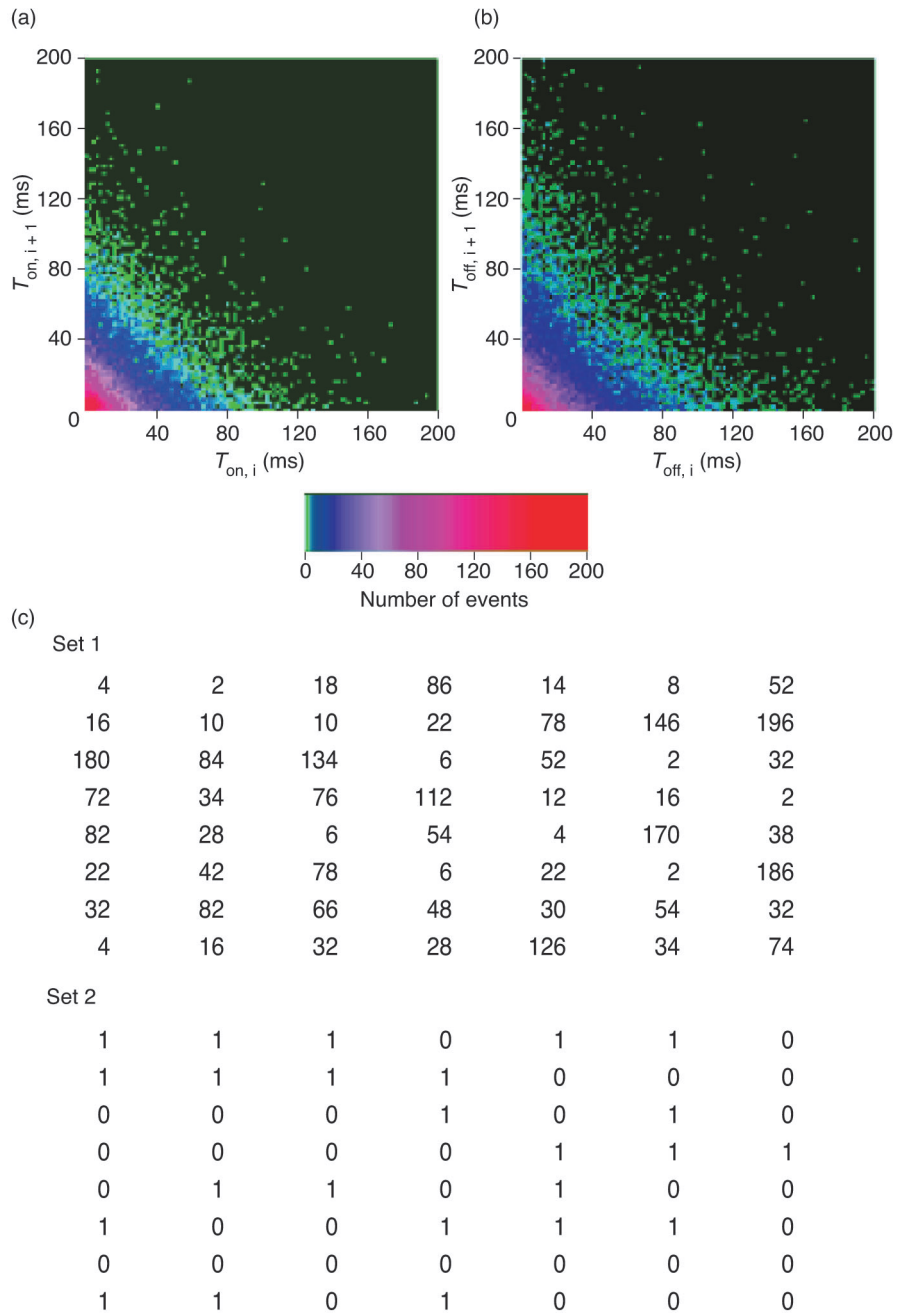 (a)
(b)
200
160
120
80
40
0
T_on, i + 1 (ms)
40 80 120 160 200
T_on, i (ms)
200
160
120
80
40
0
T_off, i + 1 (ms)
40 80 120 160 200
T_off, i (ms)
0 40 80 120 160 200
Number of events
(c)
Set 1
4 2 18 86 14 8 52
16 10 10 22 78 146 196
180 84 134 6 52 2 32
72 34 76 112 12 16 2
82 28 6 54 4 170 38
22 42 78 6 22 2 186
32 82 66 48 30 54 32
4 16 32 28 126 34 74
Set 2
1 1 1 0 1 1 0
1 1 1 1 0 0 0
0 0 0 1 0 1 0
0 0 0 0 1 1 1
0 1 1 0 1 0 0
1 0 0 1 1 1 0
0 0 0 0 0 0 0
1 1 0 1 0 0 0